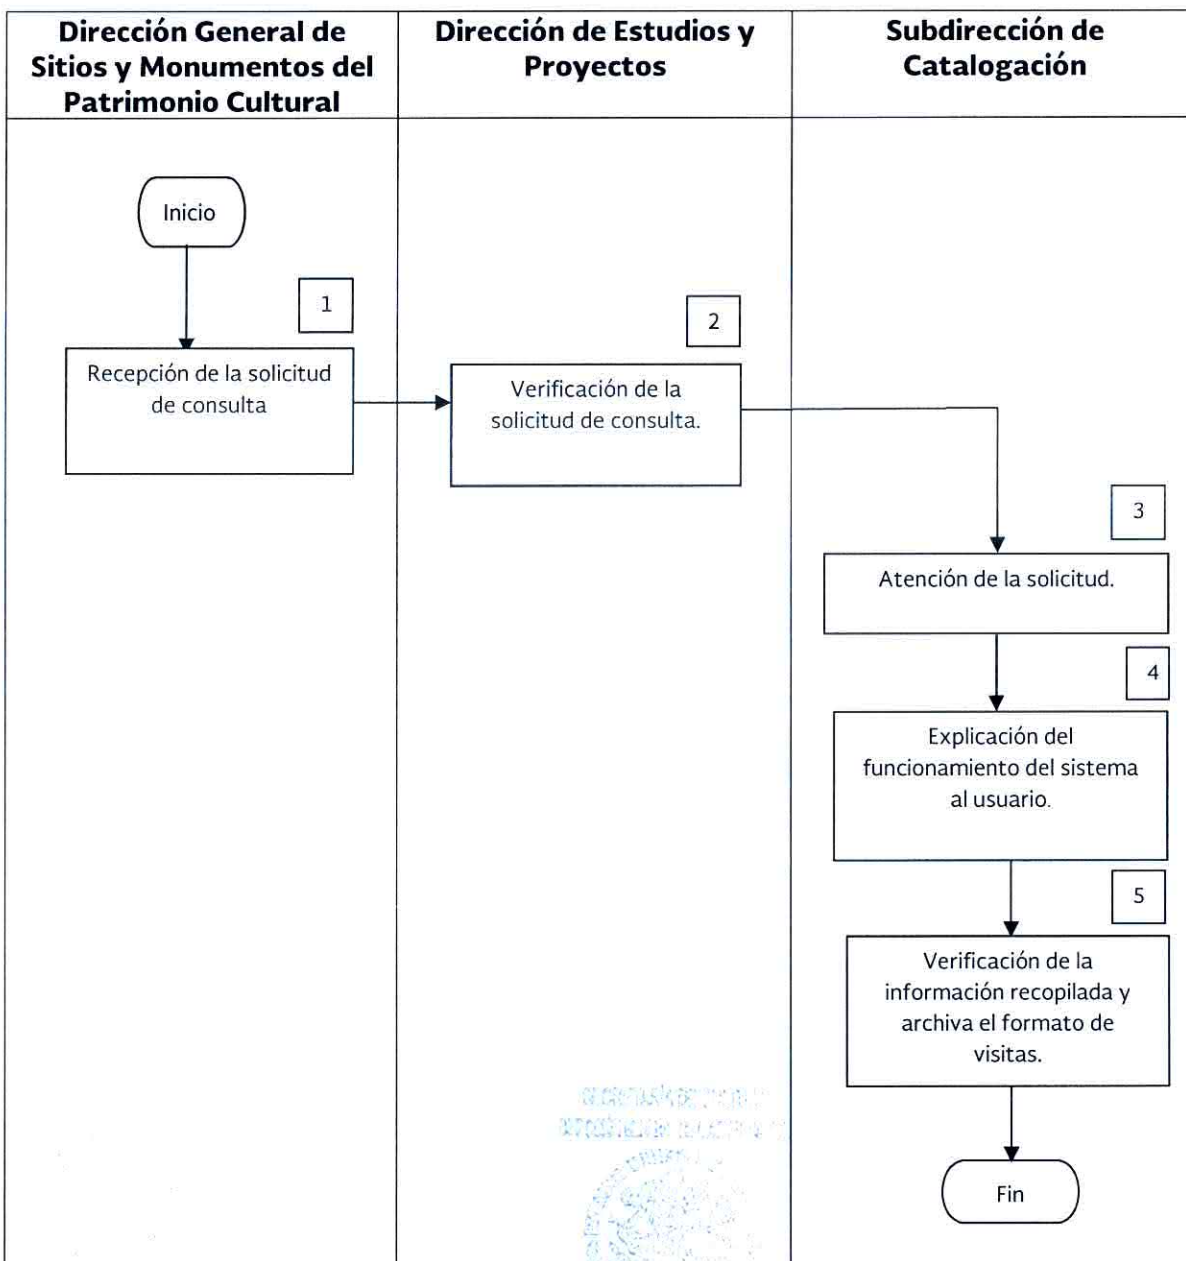 Dirección General de
Sitios y Monumentos del
Patrimonio Cultural
Dirección de Estudios y
Proyectos
Subdirección de
Catalogación
Inicio
1
Recepción de la solicitud
de consulta
2
Verificación de la
solicitud de consulta.
3
Atención de la solicitud.
4
Explicación del
funcionamiento del sistema
al usuario.
5
Verificación de la
información recopilada y
archiva el formato de
visitas.
Fin